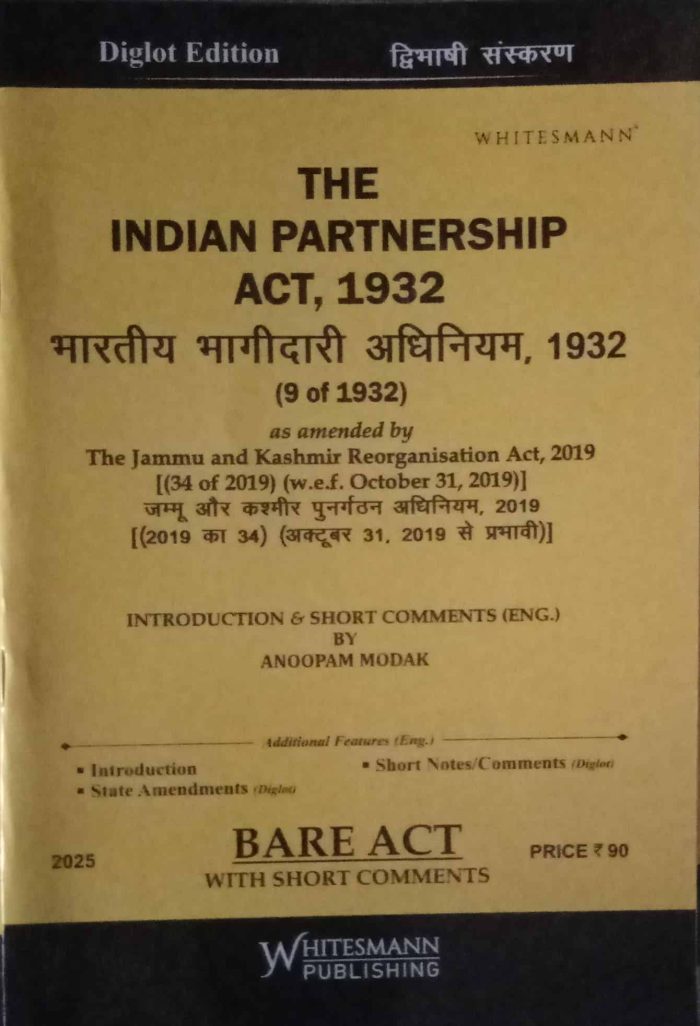 Diglot Edition द्विभाषी संस्करण
WHITESMANN®
THE
INDIAN PARTNERSHIP
ACT, 1932
भारतीय भागीदारी अधिनियम, 1932
(9 of 1932)
as amended by
The Jammu and Kashmir Reorganisation Act, 2019
[(34 of 2019) (w.e.f. October 31, 2019)]
जम्मू और कश्मीर पुनर्गठन अधिनियम, 2019
[(2019 का 34) (अक्टूबर 31, 2019 से प्रभावी)]
INTRODUCTION & SHORT COMMENTS (ENG.)
BY
ANOOPAM MODAK
Additional Features (Eng.)
▪ Introduction ▪ Short Notes/Comments (Diglot)
▪ State Amendments (Diglot)
2025 BARE ACT PRICE ₹ 90
WITH SHORT COMMENTS
WHITESMANN
PUBLISHING